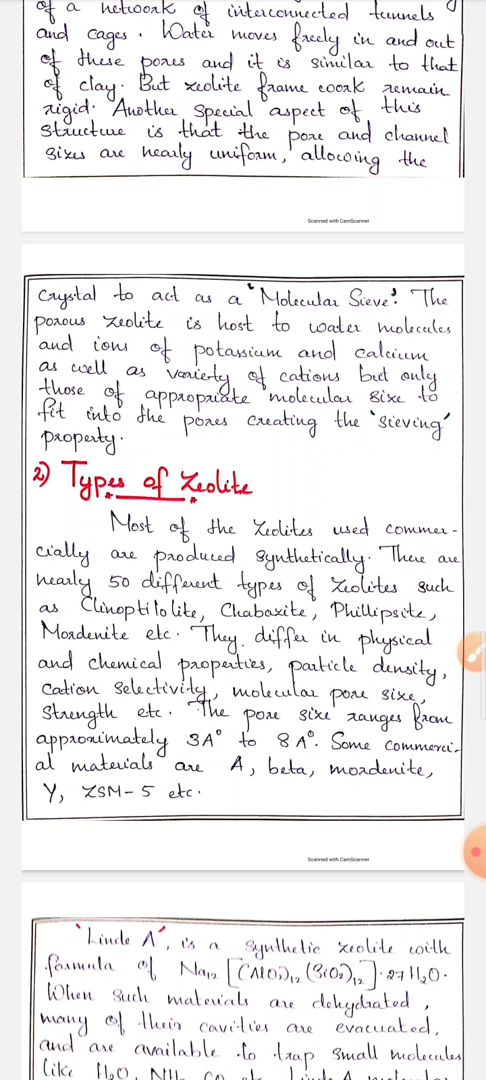 of a network of interconnected tunnels
and cages. Water moves freely in and out
of these pores and it is similar to that
of clay. But zeolite frame work remain
rigid. Another special aspect of this
structure is that the pore and channel
sizes are nearly uniform, allowing the
Scanned with CamScanner
crystal to act as a 'Molecular Sieve'. The
porous zeolite is host to water molecules
and ions of potassium and calcium
as well as variety of cations but only
those of appropriate molecular size to
fit into the pores creating the 'sieving'
property.
2) Types of Zeolite
Most of the Zeolites used commer-
cially are produced synthetically. There are
nearly 50 different types of Zeolites such
as Clinoptilolite, Chabazite, Phillipsite,
Mordenite etc. They differ in physical
and chemical properties, particle density,
cation selectivity, molecular pore size,
strength etc. The pore size ranges from
approximately 3A° to 8A°. Some commerci-
al materials are A, beta, mordenite,
Y, ZSM-5 etc.
Scanned with CamScanner
'Linde A', is a synthetic zeolite with
formula of Na12 [(AlO2)12 (SiO2)12]·27H2O.
When such materials are dehydrated,
many of their cavities are evacuated,
and are available to trap small molecules
like H2O, NH3,